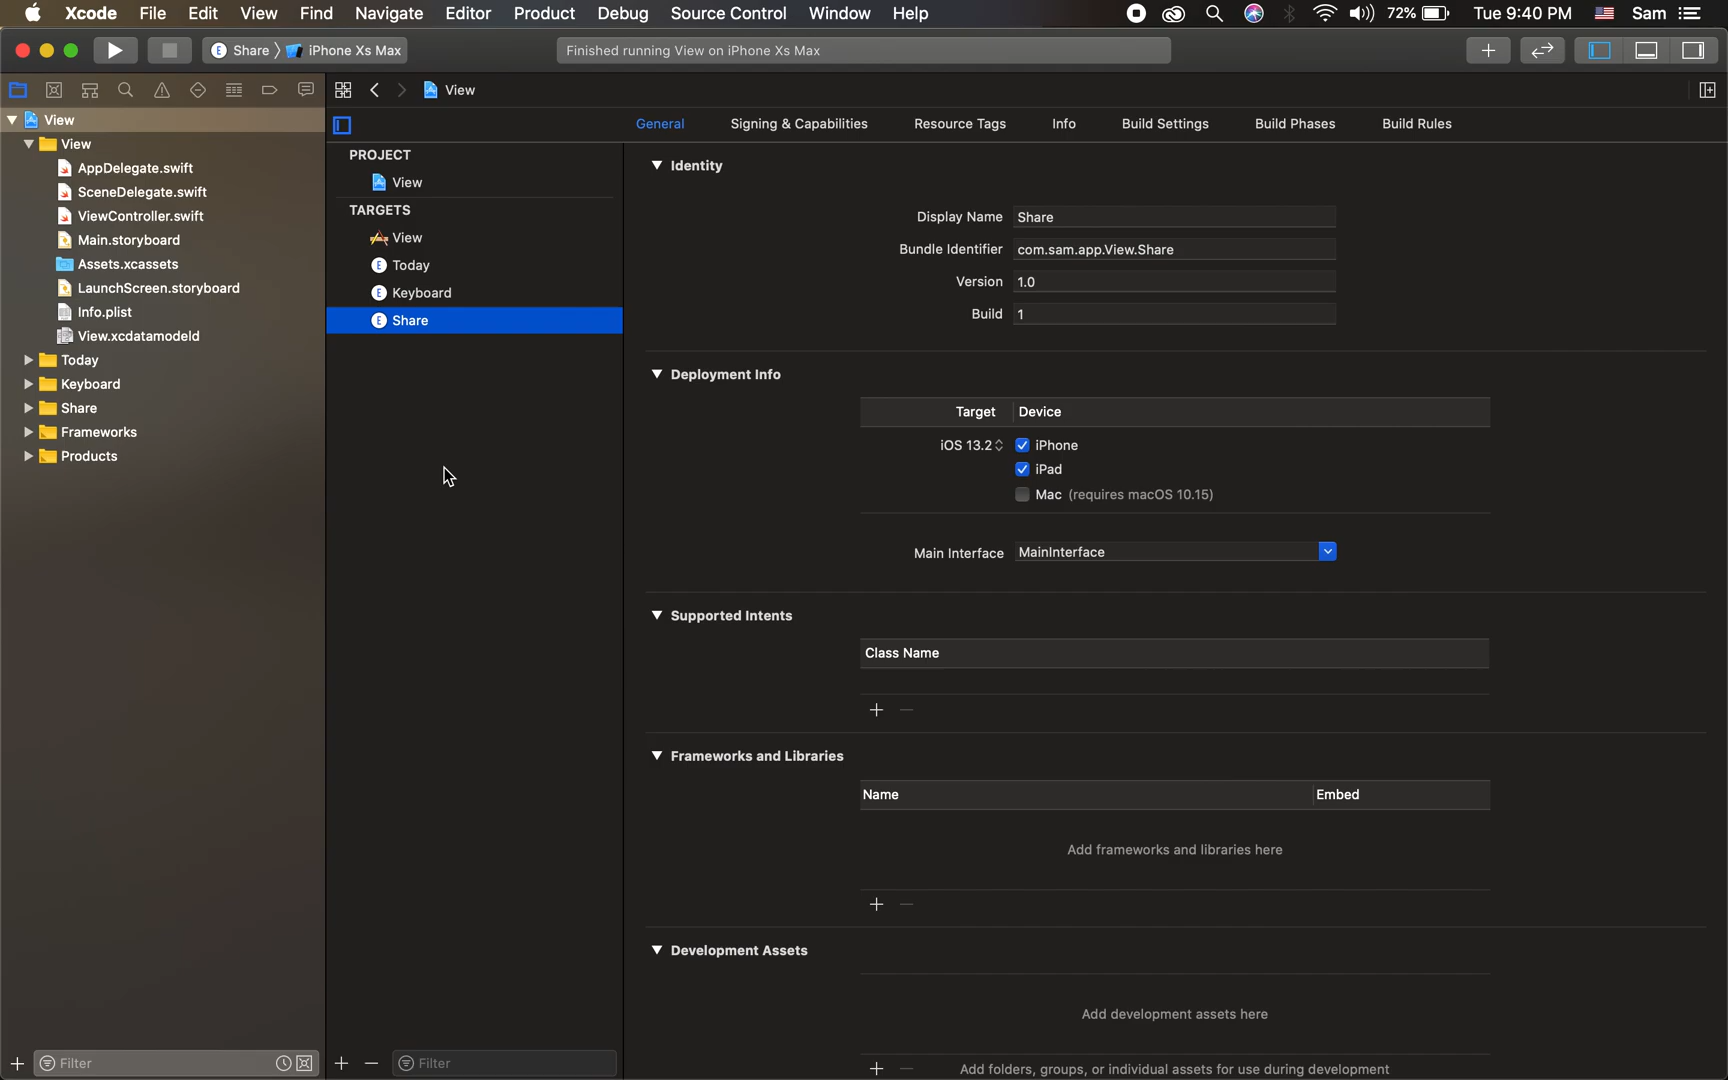 Xcode File Edit View Find Navigate Editor Product Debug Source Control Window Help 72% Tue 9:40 PM Sam
Share iPhone Xs Max Finished running View on iPhone Xs Max
View
View
View
AppDelegate.swift
SceneDelegate.swift
ViewController.swift
Main.storyboard
Assets.xcassets
LaunchScreen.storyboard
Info.plist
View.xcdatamodeld
Today
Keyboard
Share
Frameworks
Products
Filter
PROJECT
View
TARGETS
View
E Today
E Keyboard
E Share
Filter
General Signing & Capabilities Resource Tags Info Build Settings Build Phases Build Rules
Identity
Display Name Share
Bundle Identifier com.sam.app.View.Share
Version 1.0
Build 1
Deployment Info
Target Device
iOS 13.2 iPhone
iPad
Mac (requires macOS 10.15)
Main Interface MainInterface
Supported Intents
Class Name
Frameworks and Libraries
Name Embed
Add frameworks and libraries here
Development Assets
Add development assets here
Add folders, groups, or individual assets for use during development